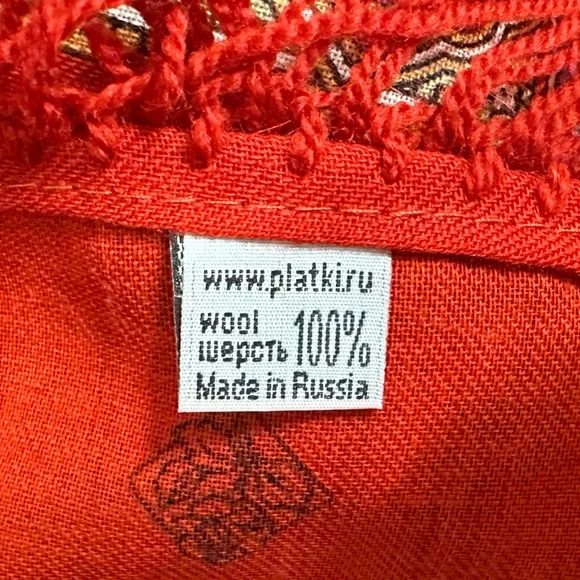 www.platki.ru
wool
шерсть 100%
Made in Russia